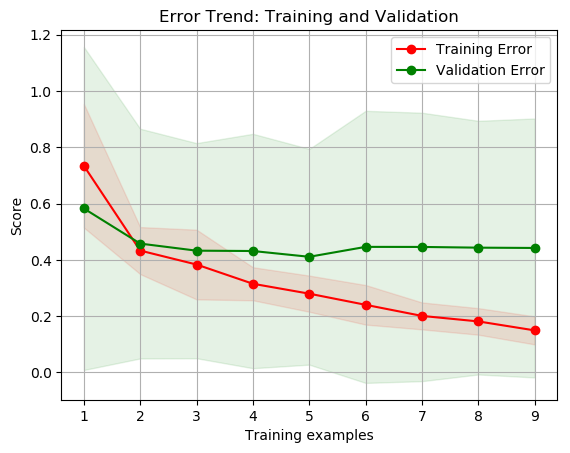 Error Trend: Training and Validation
Training Error
Validation Error
Score
1.2
1.0
0.8
0.6
0.4
0.2
0.0
1 2 3 4 5 6 7 8 9
Training examples